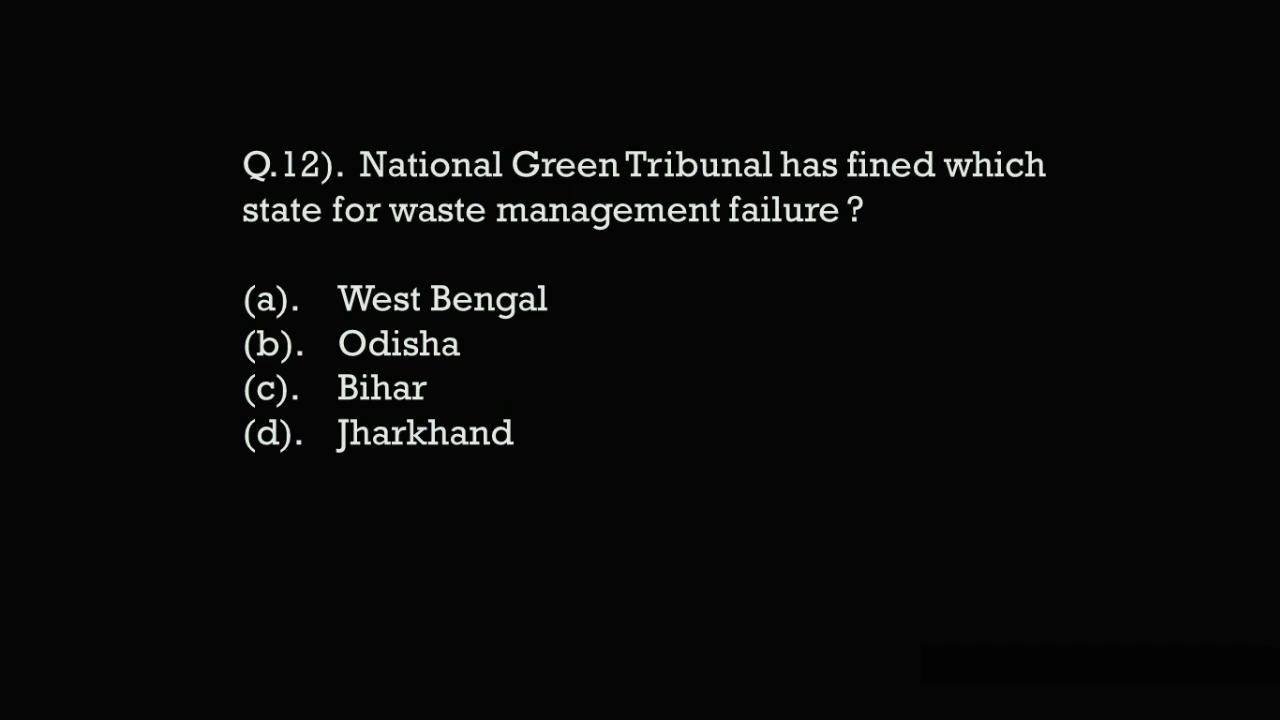 Q.12). National Green Tribunal has fined which
state for waste management failure ?
(a). West Bengal
(b). Odisha
(c). Bihar
(d). Jharkhand